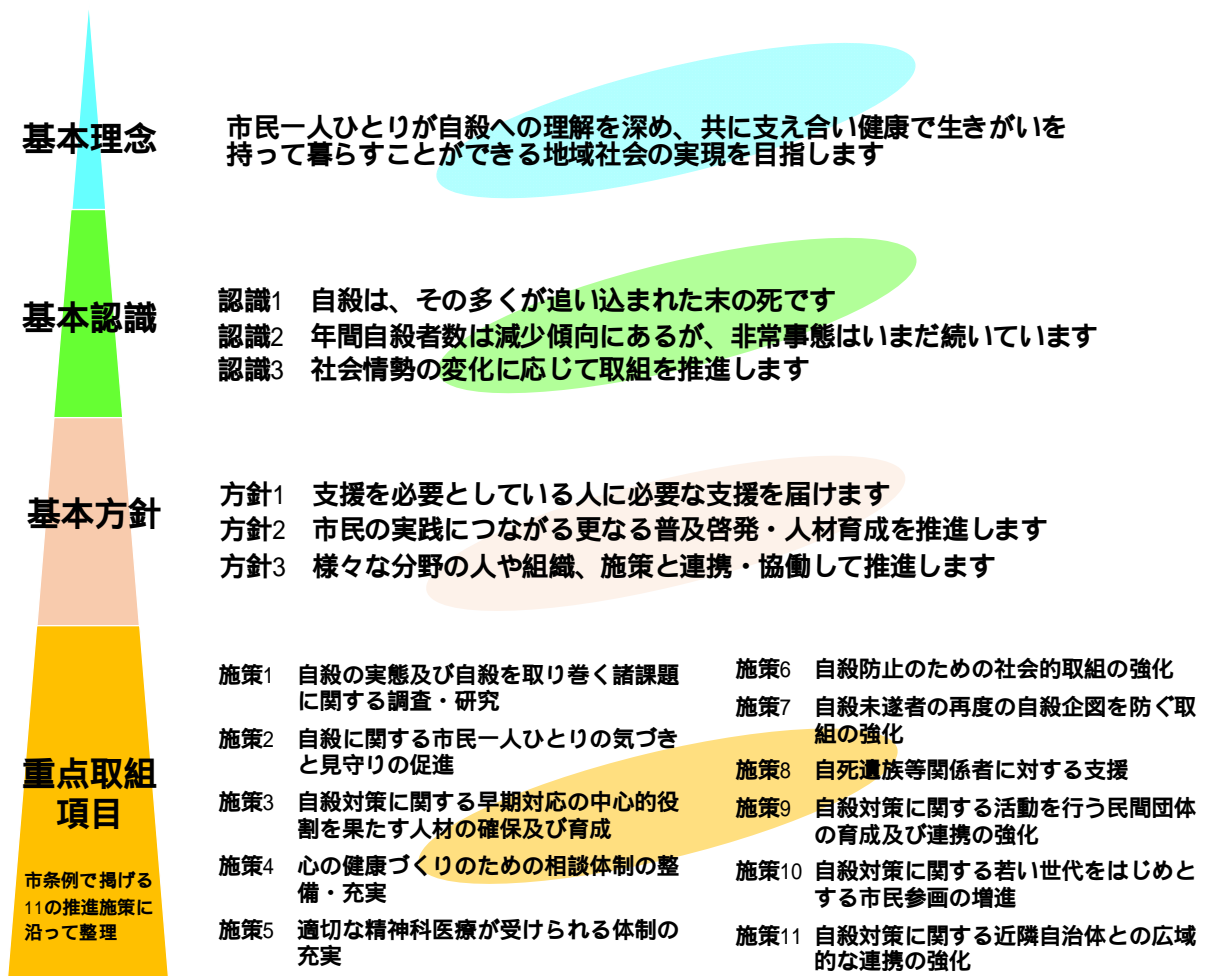 基本理念
市民一人ひとりが自殺への理解を深め、共に支え合い健康で生きがいを
持って暮らすことができる地域社会の実現を目指します
基本認識
認識1 自殺は、その多くが追い込まれた末の死です
認識2 年間自殺者数は減少傾向にあるが、非常事態はいまだ続いています
認識3 社会情勢の変化に応じて取組を推進します
基本方針
方針1 支援を必要としている人に必要な支援を届けます
方針2 市民の実践につながる更なる普及啓発・人材育成を推進します
方針3 様々な分野の人や組織、施策と連携・協働して推進します
重点取組
項目
市条例で掲げる
11の推進施策に
沿って整理
施策1 自殺の実態及び自殺を取り巻く諸課題
に関する調査・研究
施策2 自殺に関する市民一人ひとりの気づき
と見守りの促進
施策3 自殺対策に関する早期対応の中心的役
割を果たす人材の確保及び育成
施策4 心の健康づくりのための相談体制の整
備・充実
施策5 適切な精神科医療が受けられる体制の
充実
施策6 自殺防止のための社会的取組の強化
施策7 自殺未遂者の再度の自殺企図を防ぐ取
組の強化
施策8 自死遺族等関係者に対する支援
施策9 自殺対策に関する活動を行う民間団体
の育成及び連携の強化
施策10 自殺対策に関する若い世代をはじめと
する市民参画の増進
施策11 自殺対策に関する近隣自治体との広域
的な連携の強化